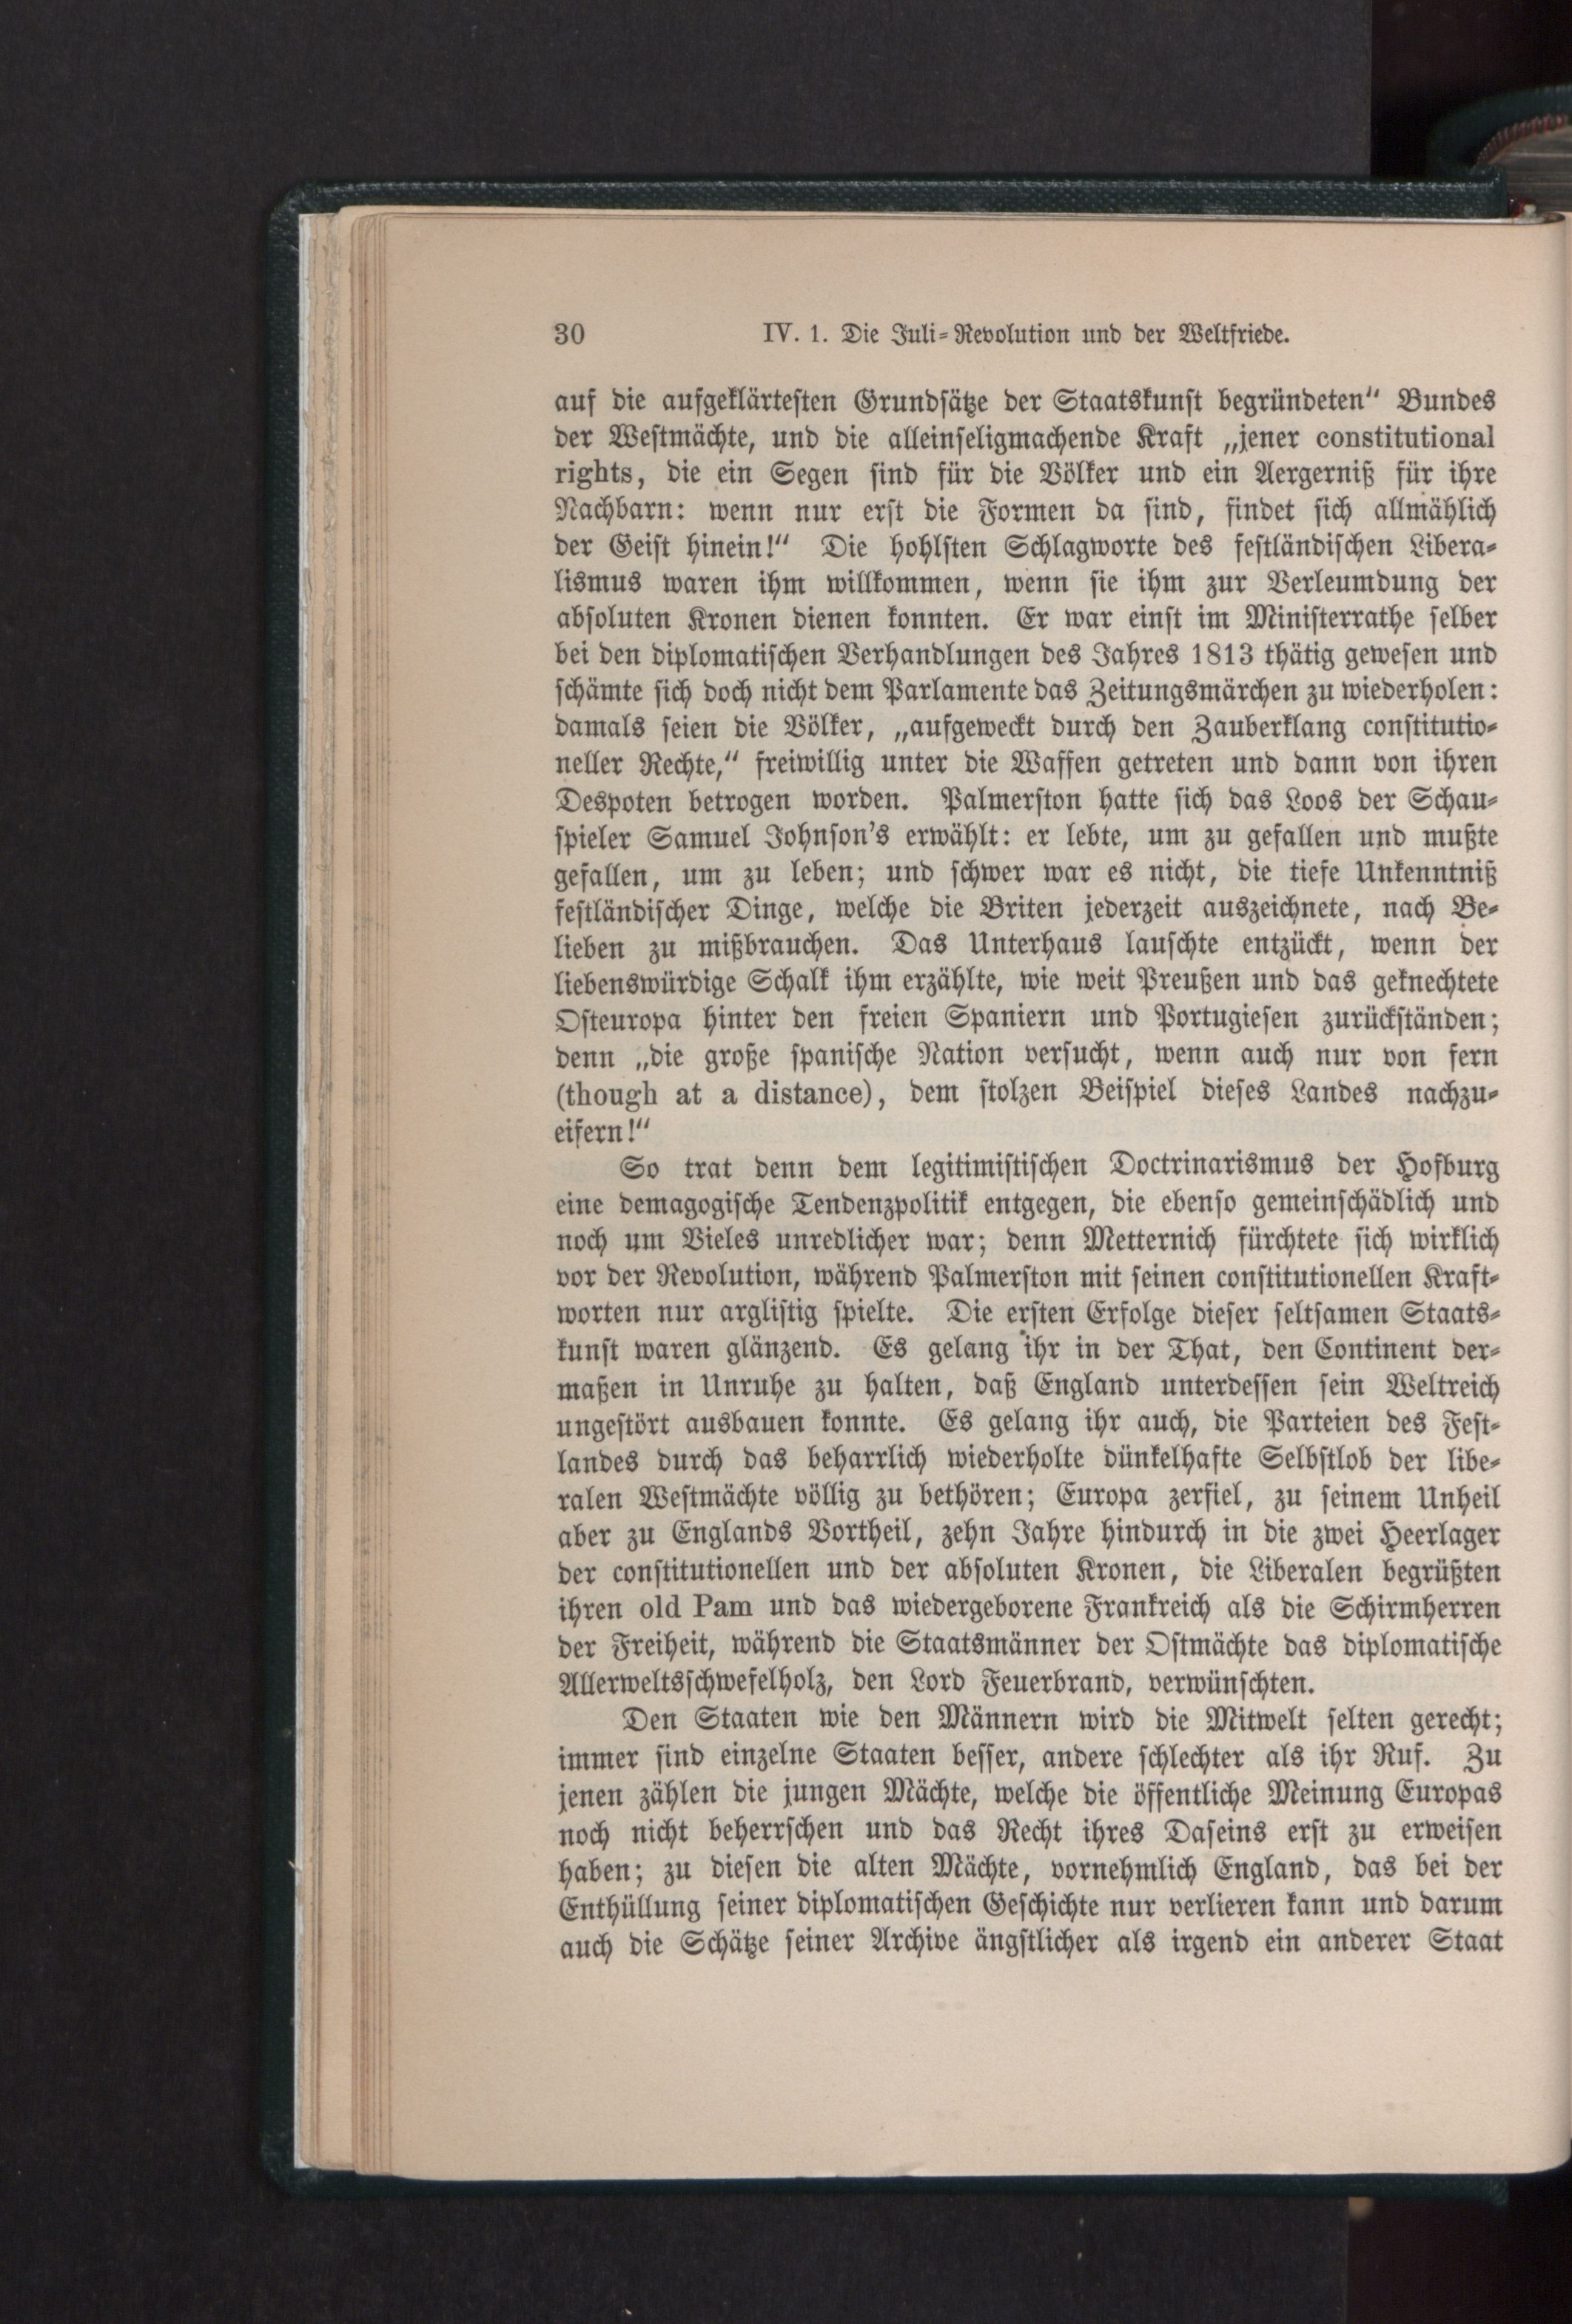 30 IV. 1. Die Juli-Revolution und der Weltfriede.
auf die aufgeklärtesten Grundsätze der Staatskunst begründeten“ Bundes
der Westmächte, und die alleinseligmachende Kraft „jener constitutional
rights, die ein Segen sind für die Völker und ein Aergerniß für ihre
Nachbarn: wenn nur erst die Formen da sind, findet sich allmählich
der Geist hinein!“ Die hohlsten Schlagworte des festländischen Libera-
lismus waren ihm willkommen, wenn sie ihm zur Verleumdung der
absoluten Kronen dienen konnten. Er war einst im Ministerrathe selber
bei den diplomatischen Verhandlungen des Jahres 1813 thätig gewesen und
schämte sich doch nicht dem Parlamente das Zeitungsmärchen zu wiederholen:
damals seien die Völker, „aufgeweckt durch den Zauberklang constitutio-
neller Rechte,“ freiwillig unter die Waffen getreten und dann von ihren
Despoten betrogen worden. Palmerston hatte sich das Loos der Schau-
spieler Samuel Johnson’s erwählt: er lebte, um zu gefallen und mußte
gefallen, um zu leben; und schwer war es nicht, die tiefe Unkenntniß
festländischer Dinge, welche die Briten jederzeit auszeichnete, nach Be-
lieben zu mißbrauchen. Das Unterhaus lauschte entzückt, wenn der
liebenswürdige Schalk ihm erzählte, wie weit Preußen und das geknechtete
Osteuropa hinter den freien Spaniern und Portugiesen zurückständen;
denn „die große spanische Nation versucht, wenn auch nur von fern
(though at a distance), dem stolzen Beispiel dieses Landes nachzu-
eifern!“
So trat denn dem legitimistischen Doctrinarismus der Hofburg
eine demagogische Tendenzpolitik entgegen, die ebenso gemeinschädlich und
noch um Vieles unredlicher war; denn Metternich fürchtete sich wirklich
vor der Revolution, während Palmerston mit seinen constitutionellen Kraft-
worten nur arglistig spielte. Die ersten Erfolge dieser seltsamen Staats-
kunst waren glänzend. Es gelang ihr in der That, den Continent der-
maßen in Unruhe zu halten, daß England unterdessen sein Weltreich
ungestört ausbauen konnte. Es gelang ihr auch, die Parteien des Fest-
landes durch das beharrlich wiederholte dünkelhafte Selbstlob der libe-
ralen Westmächte völlig zu bethören; Europa zerfiel, zu seinem Unheil
aber zu Englands Vortheil, zehn Jahre hindurch in die zwei Heerlager
der constitutionellen und der absoluten Kronen, die Liberalen begrüßten
ihren old Pam und das wiedergeborene Frankreich als die Schirmherren
der Freiheit, während die Staatsmänner der Ostmächte das diplomatische
Allerweltsschwefelholz, den Lord Feuerbrand, verwünschten.
Den Staaten wie den Männern wird die Mitwelt selten gerecht;
immer sind einzelne Staaten besser, andere schlechter als ihr Ruf. Zu
jenen zählen die jungen Mächte, welche die öffentliche Meinung Europas
noch nicht beherrschen und das Recht ihres Daseins erst zu erweisen
haben; zu diesen die alten Mächte, vornehmlich England, das bei der
Enthüllung seiner diplomatischen Geschichte nur verlieren kann und darum
auch die Schätze seiner Archive ängstlicher als irgend ein anderer Staat